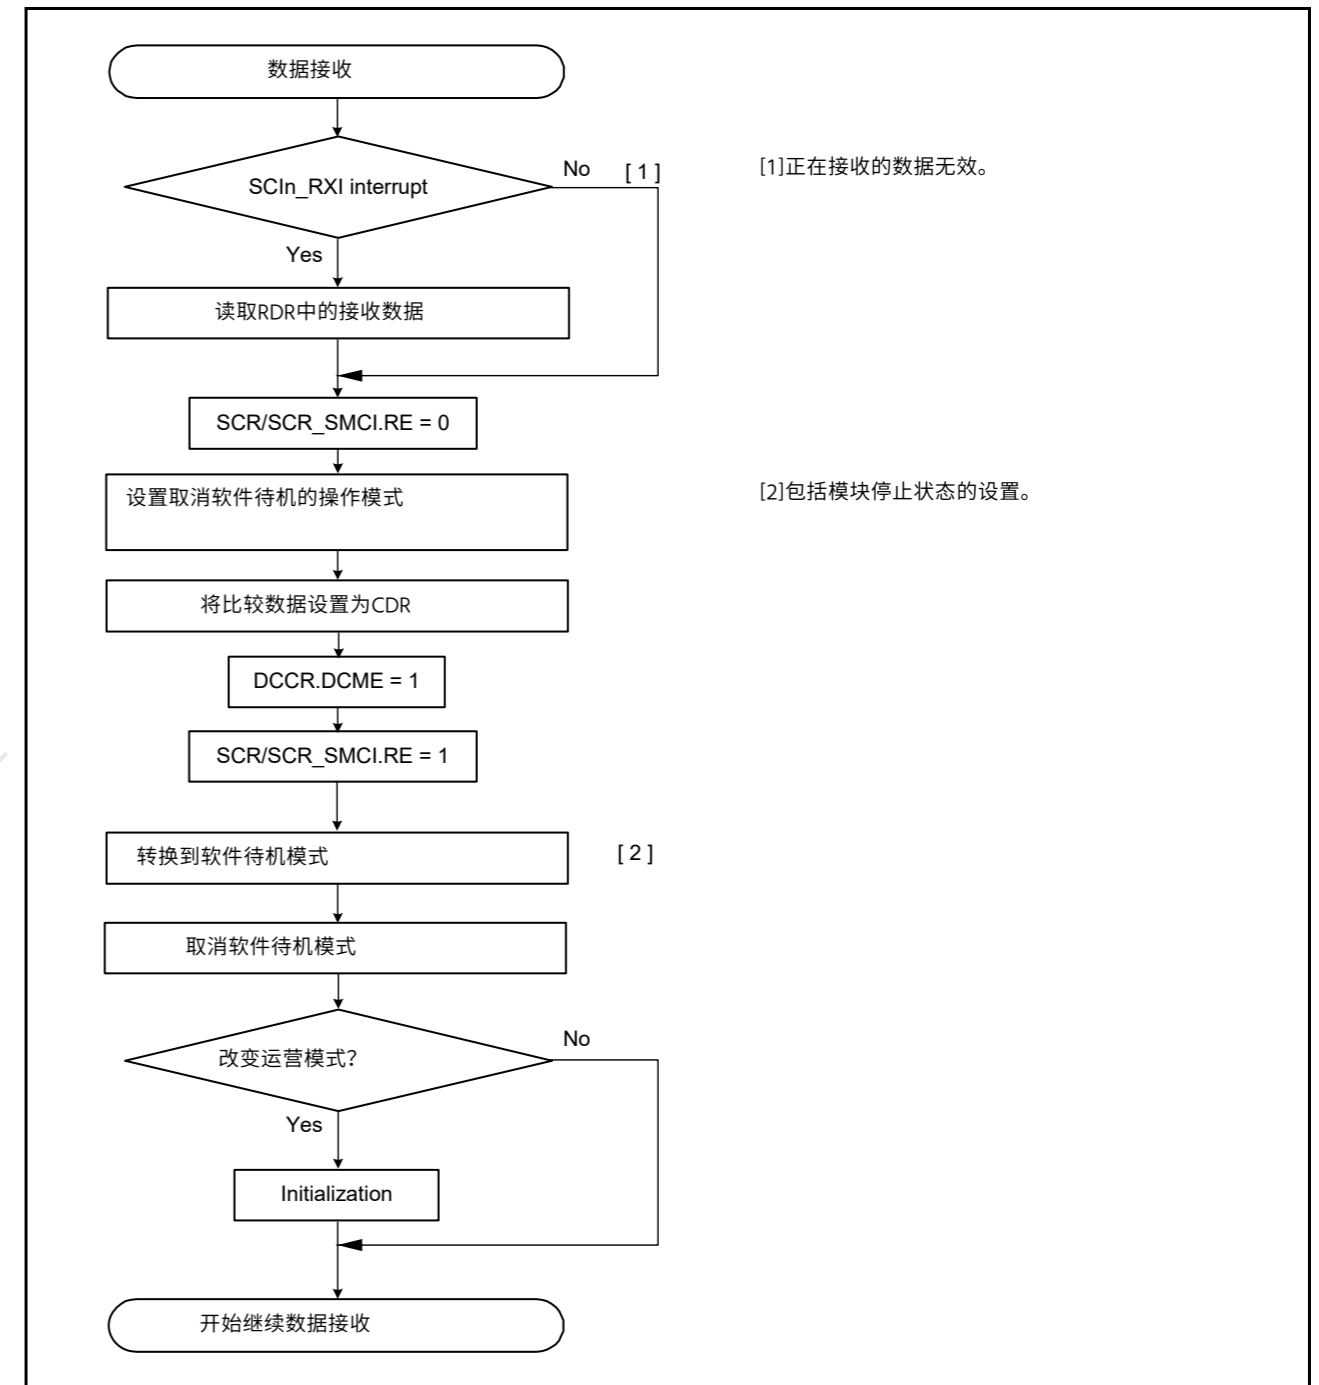 数据接收
SCIn_RXI interrupt
No [ 1 ]
[1]正在接收的数据无效。
Yes
读取RDR中的接收数据
SCR/SCR_SMCI.RE = 0
设置取消软件待机的操作模式
[2]包括模块停止状态的设置。
将比较数据设置为CDR
DCCR.DCME = 1
SCR/SCR_SMCI.RE = 1
转换到软件待机模式
[ 2 ]
取消软件待机模式
改变运营模式?
No
Yes
Initialization
开始继续数据接收